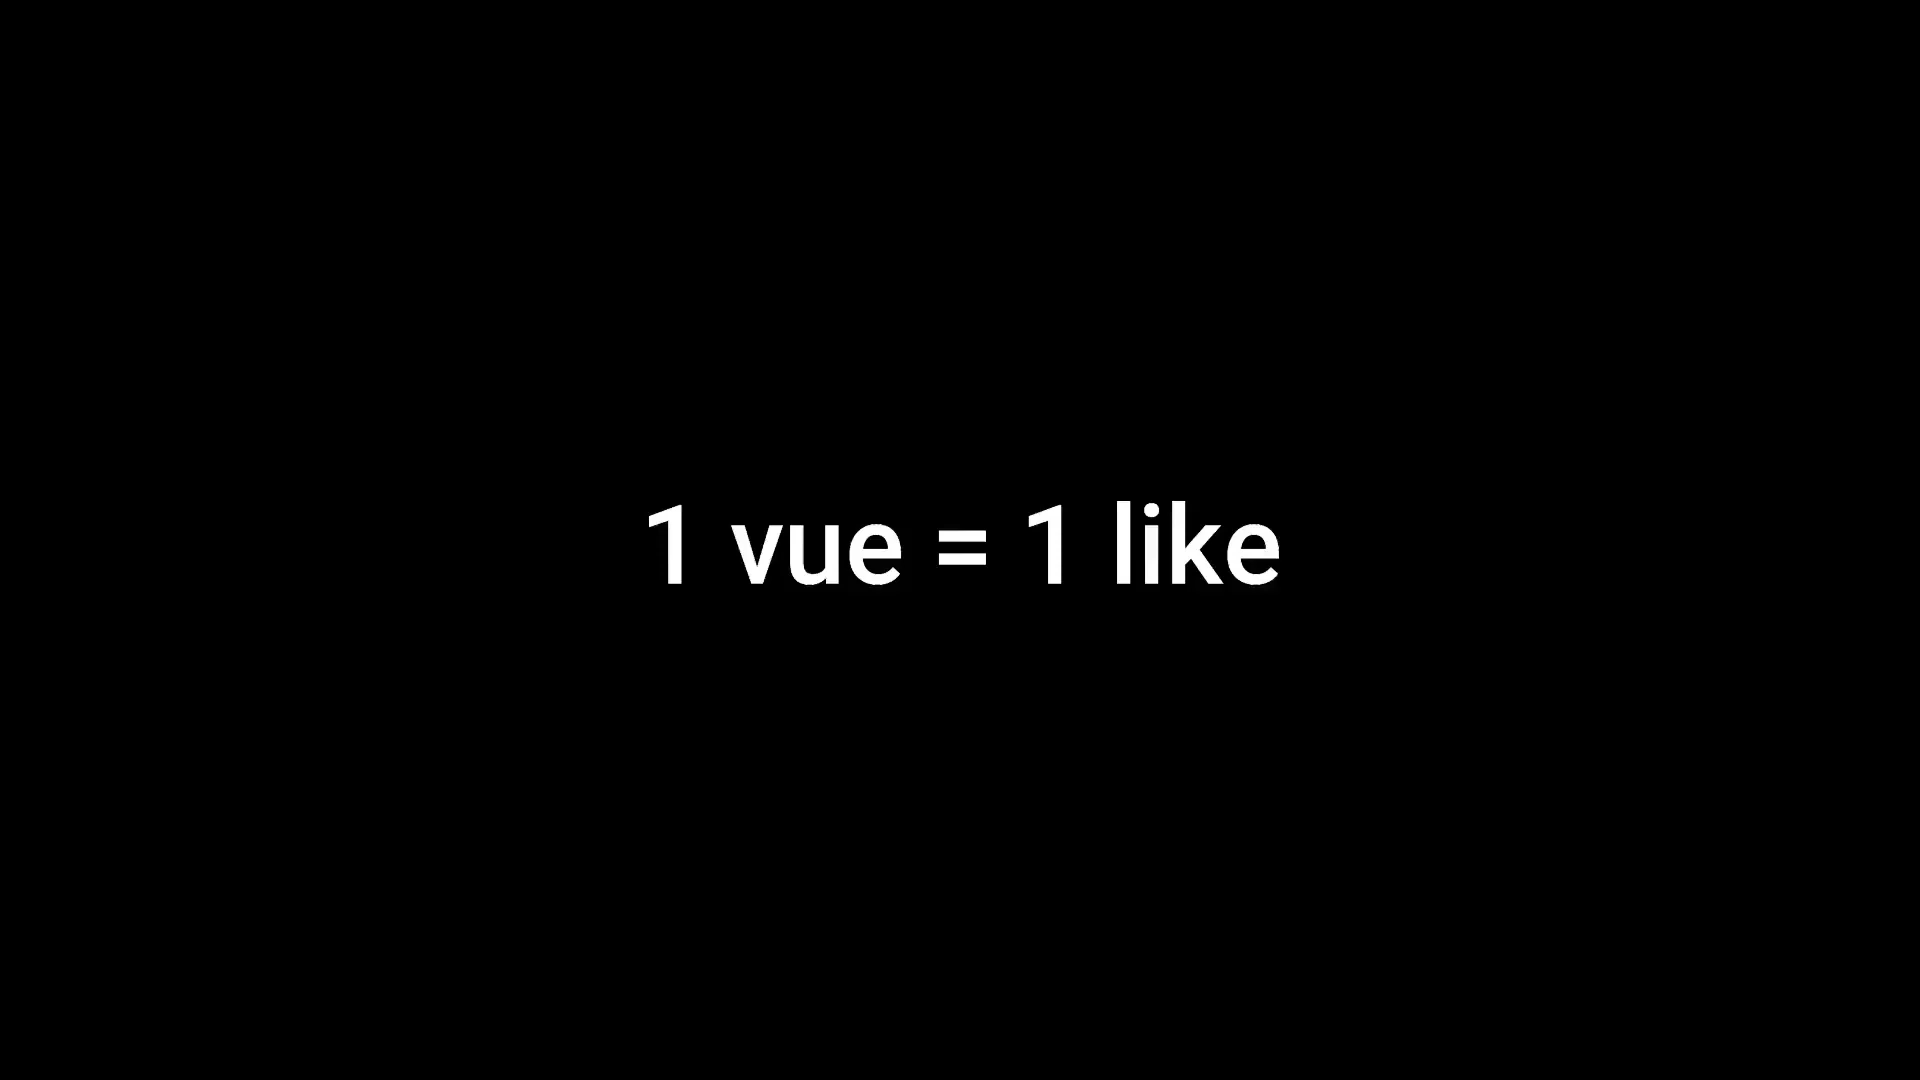 1 vue = 1 like